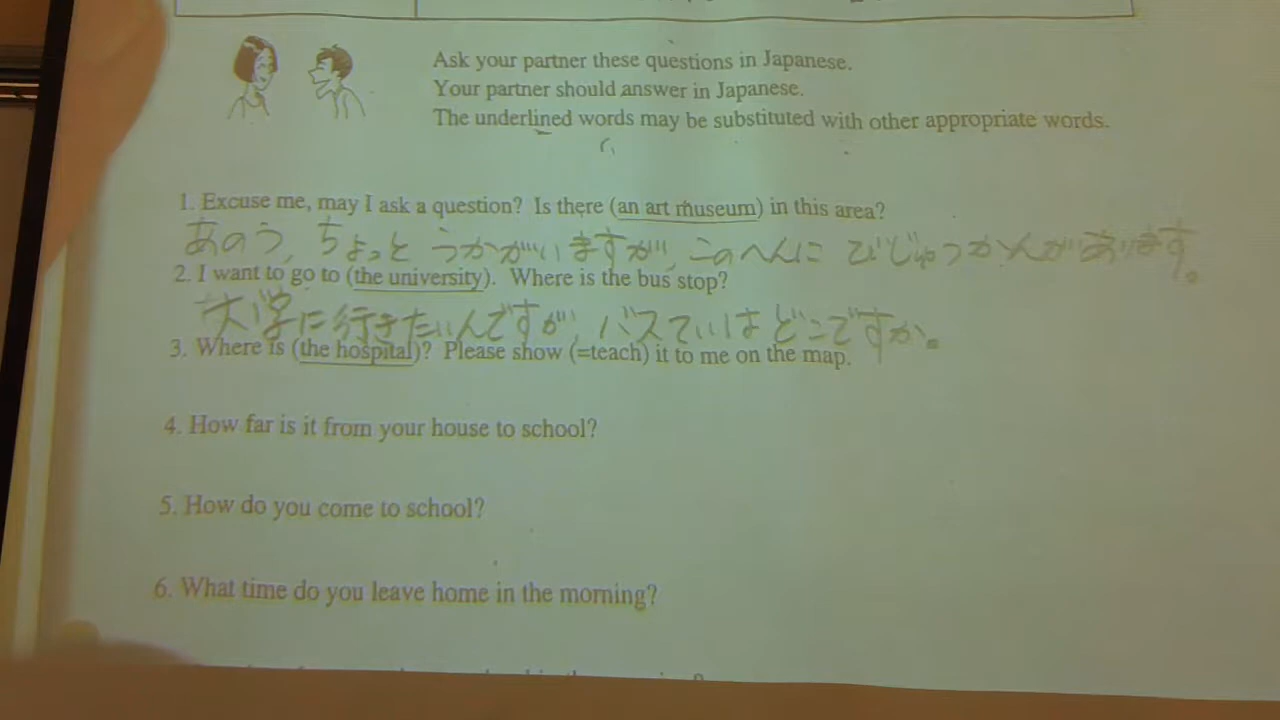 Ask your partner these questions in Japanese.
Your partner should answer in Japanese.
The underlined words may be substituted with other appropriate words.
1. Excuse me, may I ask a question? Is there (an art museum) in this area?
あのう, ちょっと うかがいますが, このへんに びじゅつかんがあります。
2. I want to go to (the university). Where is the bus stop?
大学に行きたいんですが, バスていはどこですか。
3. Where is (the hospital)? Please show (=teach) it to me on the map.
4. How far is it from your house to school?
5. How do you come to school?
6. What time do you leave home in the morning?